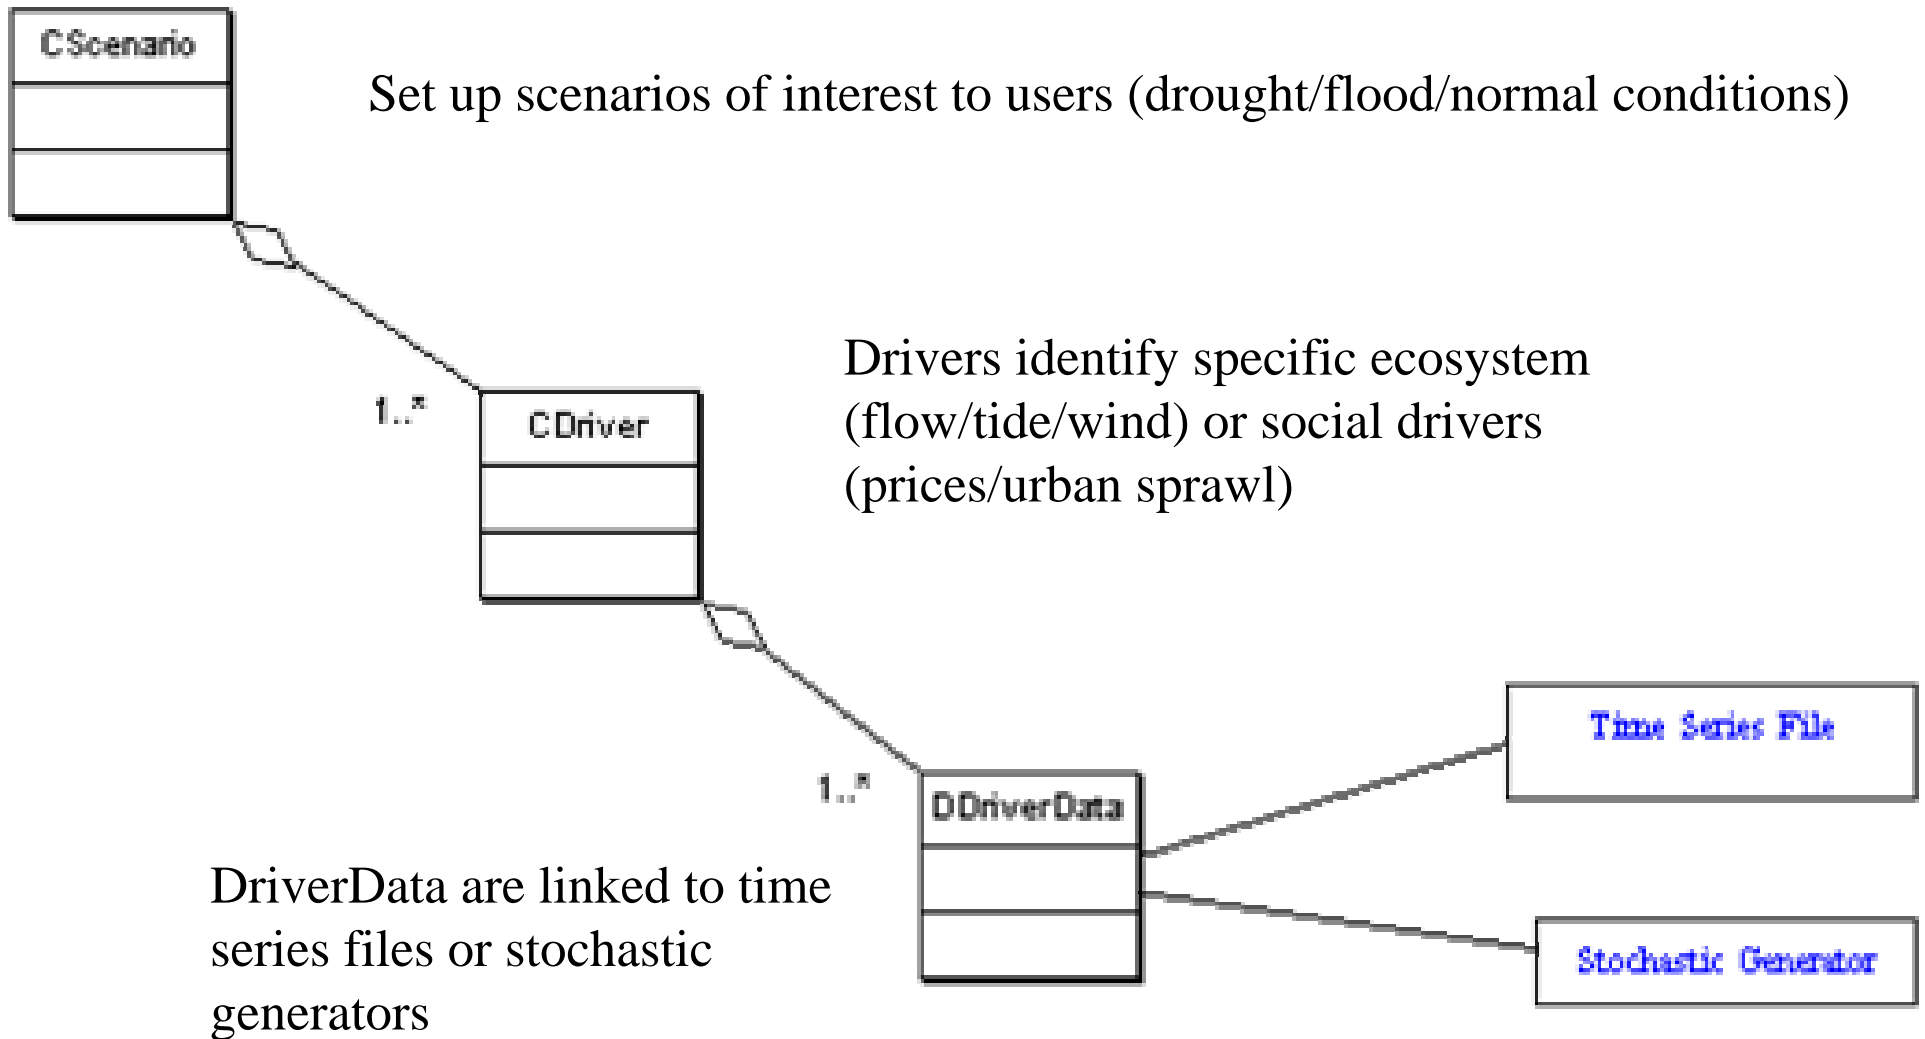 CScenario
Set up scenarios of interest to users (drought/flood/normal conditions)
Drivers identify specific ecosystem
(flow/tide/wind) or social drivers
(prices/urban sprawl)
1..*
CDriver
Time Series File
1..*
DDriverData
DriverData are linked to time
series files or stochastic
generators
Stochastic Generator